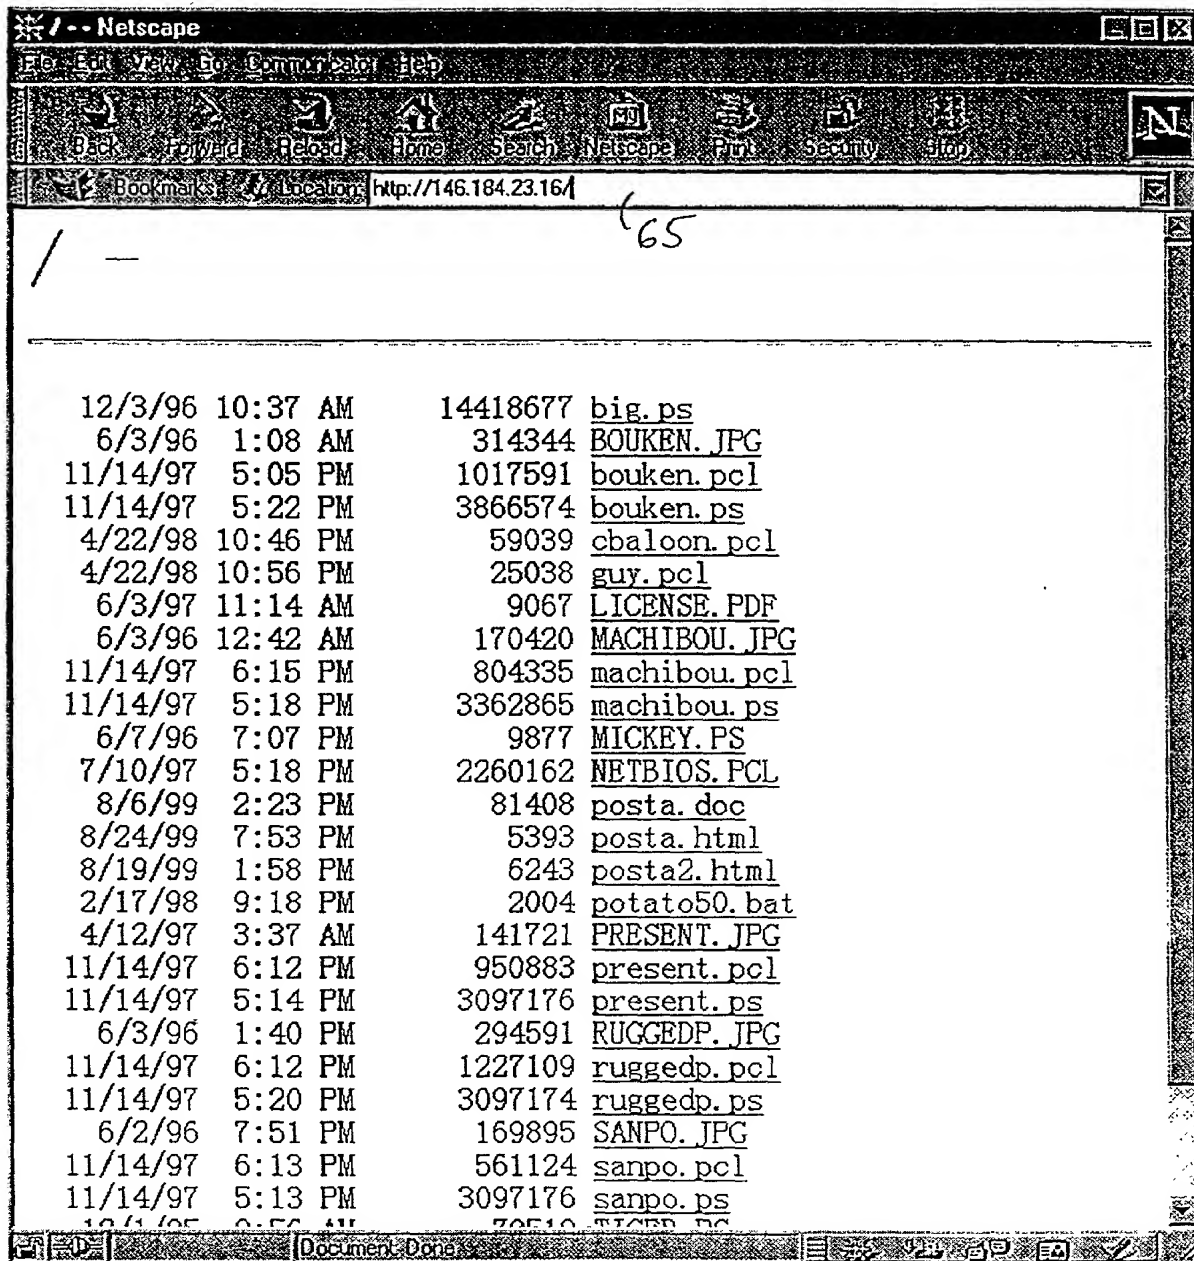 / - - Netscape
File Edit View Go Communicator Help
Back Forward Reload Home Search Netscape Print Security Stop
Bookmarks Location: http://146.184.23.16/
65
/ —
12/3/96 10:37 AM 14418677 big.ps
6/3/96 1:08 AM 314344 BOUKEN.JPG
11/14/97 5:05 PM 1017591 bouken.pcl
11/14/97 5:22 PM 3866574 bouken.ps
4/22/98 10:46 PM 59039 cbaloon.pcl
4/22/98 10:56 PM 25038 guy.pcl
6/3/97 11:14 AM 9067 LICENSE.PDF
6/3/96 12:42 AM 170420 MACHIBOU.JPG
11/14/97 6:15 PM 804335 machibou.pcl
11/14/97 5:18 PM 3362865 machibou.ps
6/7/96 7:07 PM 9877 MICKEY.PS
7/10/97 5:18 PM 2260162 NETBIOS.PCL
8/6/99 2:23 PM 81408 posta.doc
8/24/99 7:53 PM 5393 posta.html
8/19/99 1:58 PM 6243 posta2.html
2/17/98 9:18 PM 2004 potato50.bat
4/12/97 3:37 AM 141721 PRESENT.JPG
11/14/97 6:12 PM 950883 present.pcl
11/14/97 5:14 PM 3097176 present.ps
6/3/96 1:40 PM 294591 RUGGEDP.JPG
11/14/97 6:12 PM 1227109 ruggedp.pcl
11/14/97 5:20 PM 3097174 ruggedp.ps
6/2/96 7:51 PM 169895 SANPO.JPG
11/14/97 6:13 PM 561124 sanpo.pcl
11/14/97 5:13 PM 3097176 sanpo.ps
Document: Done